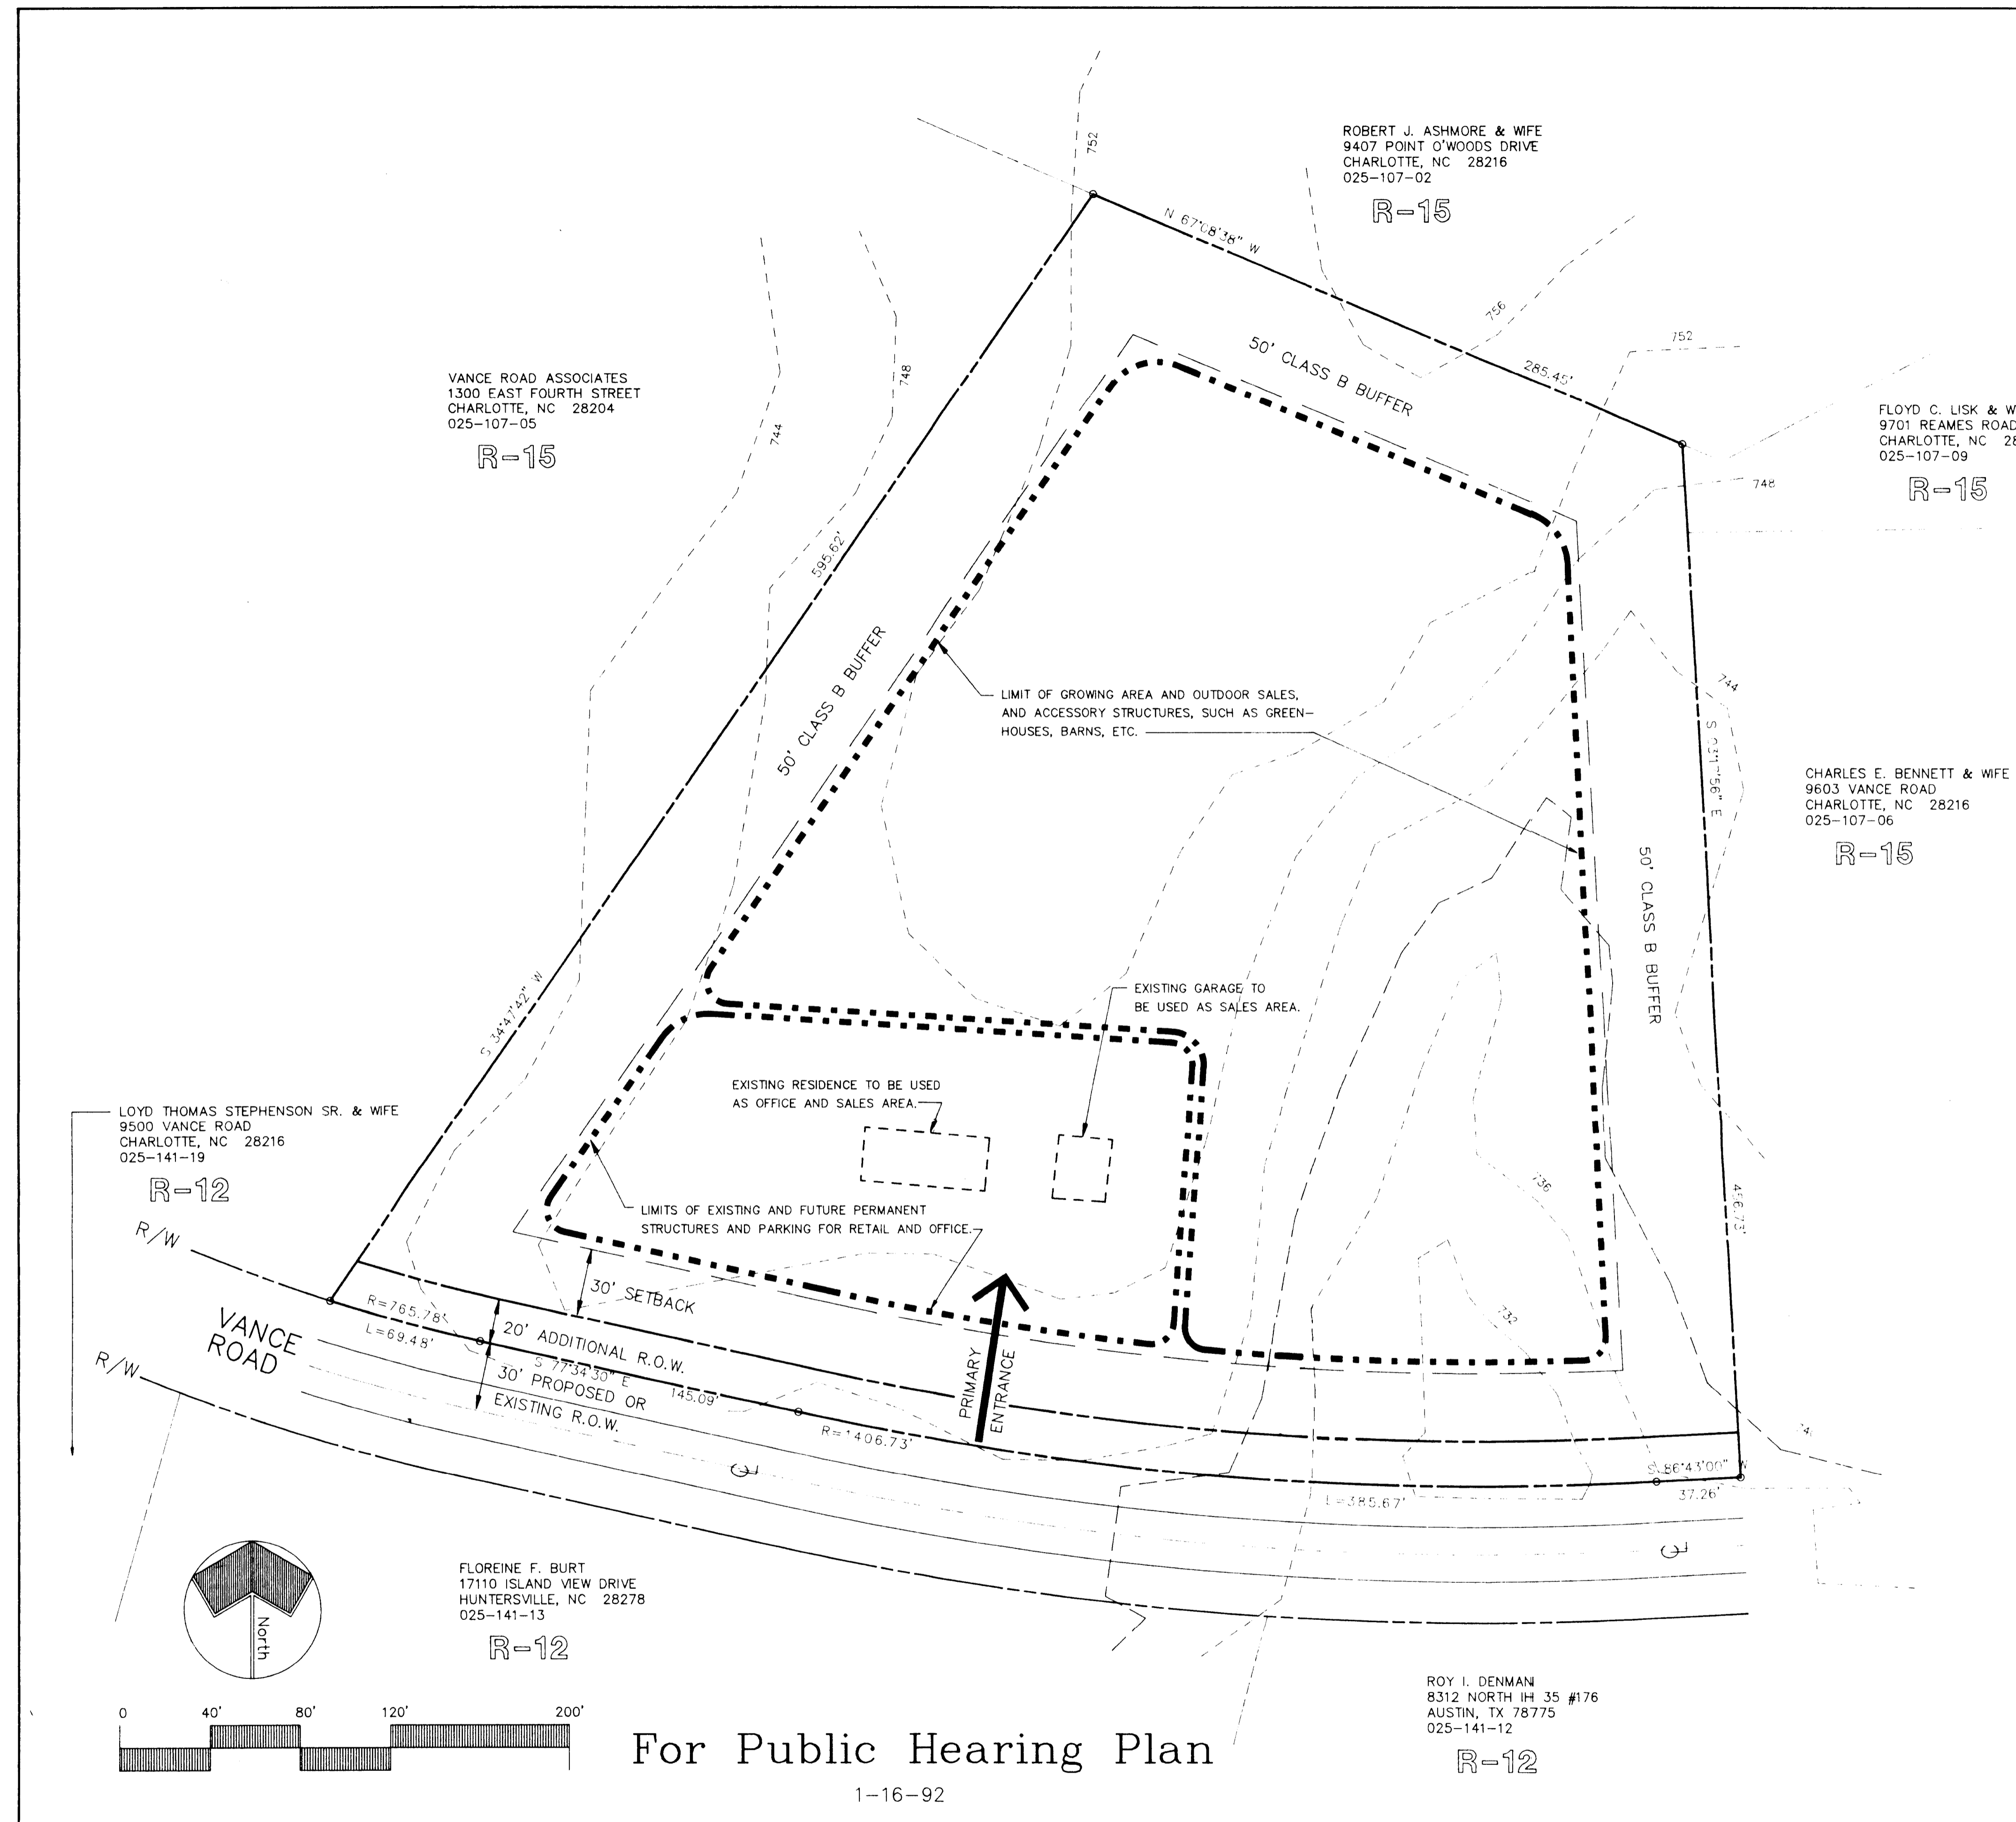 752
ROBERT J. ASHMORE & WIFE
9407 POINT O'WOODS DRIVE
CHARLOTTE, NC 28216
025-107-02
R-15
N 67°08'38" W
756
752
285.45'
50' CLASS B BUFFER
VANCE ROAD ASSOCIATES
1300 EAST FOURTH STREET
CHARLOTTE, NC 28204
025-107-05
R-15
748
744
FLOYD C. LISK & W
9701 REAMES ROAD
CHARLOTTE, NC 28
025-107-09
R-15
748
595.62'
50' CLASS B BUFFER
LIMIT OF GROWING AREA AND OUTDOOR SALES,
AND ACCESSORY STRUCTURES, SUCH AS GREEN-
HOUSES, BARNS, ETC.
744
CHARLES E. BENNETT & WIFE
9603 VANCE ROAD
CHARLOTTE, NC 28216
025-107-06
R-15
50' CLASS B BUFFER
S 34°47'42" W
EXISTING GARAGE TO
BE USED AS SALES AREA.
EXISTING RESIDENCE TO BE USED
AS OFFICE AND SALES AREA.
LOYD THOMAS STEPHENSON SR. & WIFE
9500 VANCE ROAD
CHARLOTTE, NC 28216
025-141-19
R-12
736
456.73'
LIMITS OF EXISTING AND FUTURE PERMANENT
STRUCTURES AND PARKING FOR RETAIL AND OFFICE.
R/W
30' SETBACK
732
VANCE
ROAD
R=765.78'
L=69.48'
20' ADDITIONAL R.O.W.
S 77°34'30" E
145.09'
30' PROPOSED OR
EXISTING R.O.W.
R/W
PRIMARY
ENTRANCE
R=1406.73'
L=385.67'
S 86°43'00" W
37.26'
North
FLOREINE F. BURT
17110 ISLAND VIEW DRIVE
HUNTERSVILLE, NC 28278
025-141-13
R-12
ROY I. DENMAN
8312 NORTH IH 35 #176
AUSTIN, TX 78775
025-141-12
R-12
0 40' 80' 120' 200'
For Public Hearing Plan
1-16-92